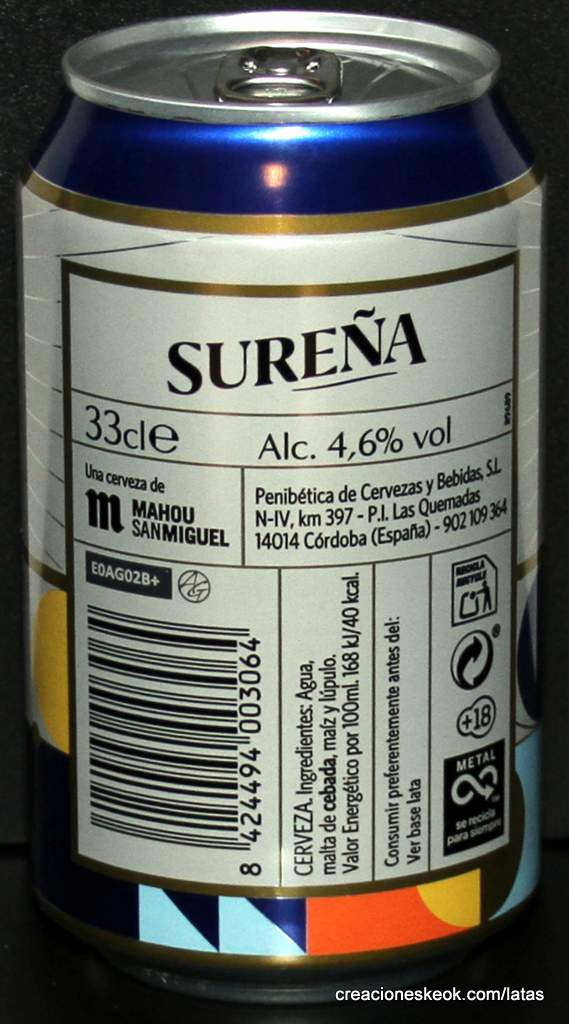 SUREÑA
33cl e
Alc. 4,6% vol
Una cerveza de
m MAHOU
SANMIGUEL
Penibética de Cervezas y Bebidas, S.L.
N-IV, km 397 - P.I. Las Quemadas
14014 Córdoba (España) - 902 109 364
E0AG02B+
AG
8 424494 003064
CERVEZA. Ingredientes: Agua,
malta de cebada, maíz y lúpulo.
Valor Energético por 100ml. 168 kJ/40 kcal.
Consumir preferentemente antes del:
Ver base lata
RECICLA
®
+18
METAL
™
se recicla
para siempre
creacioneskeok.com/latas